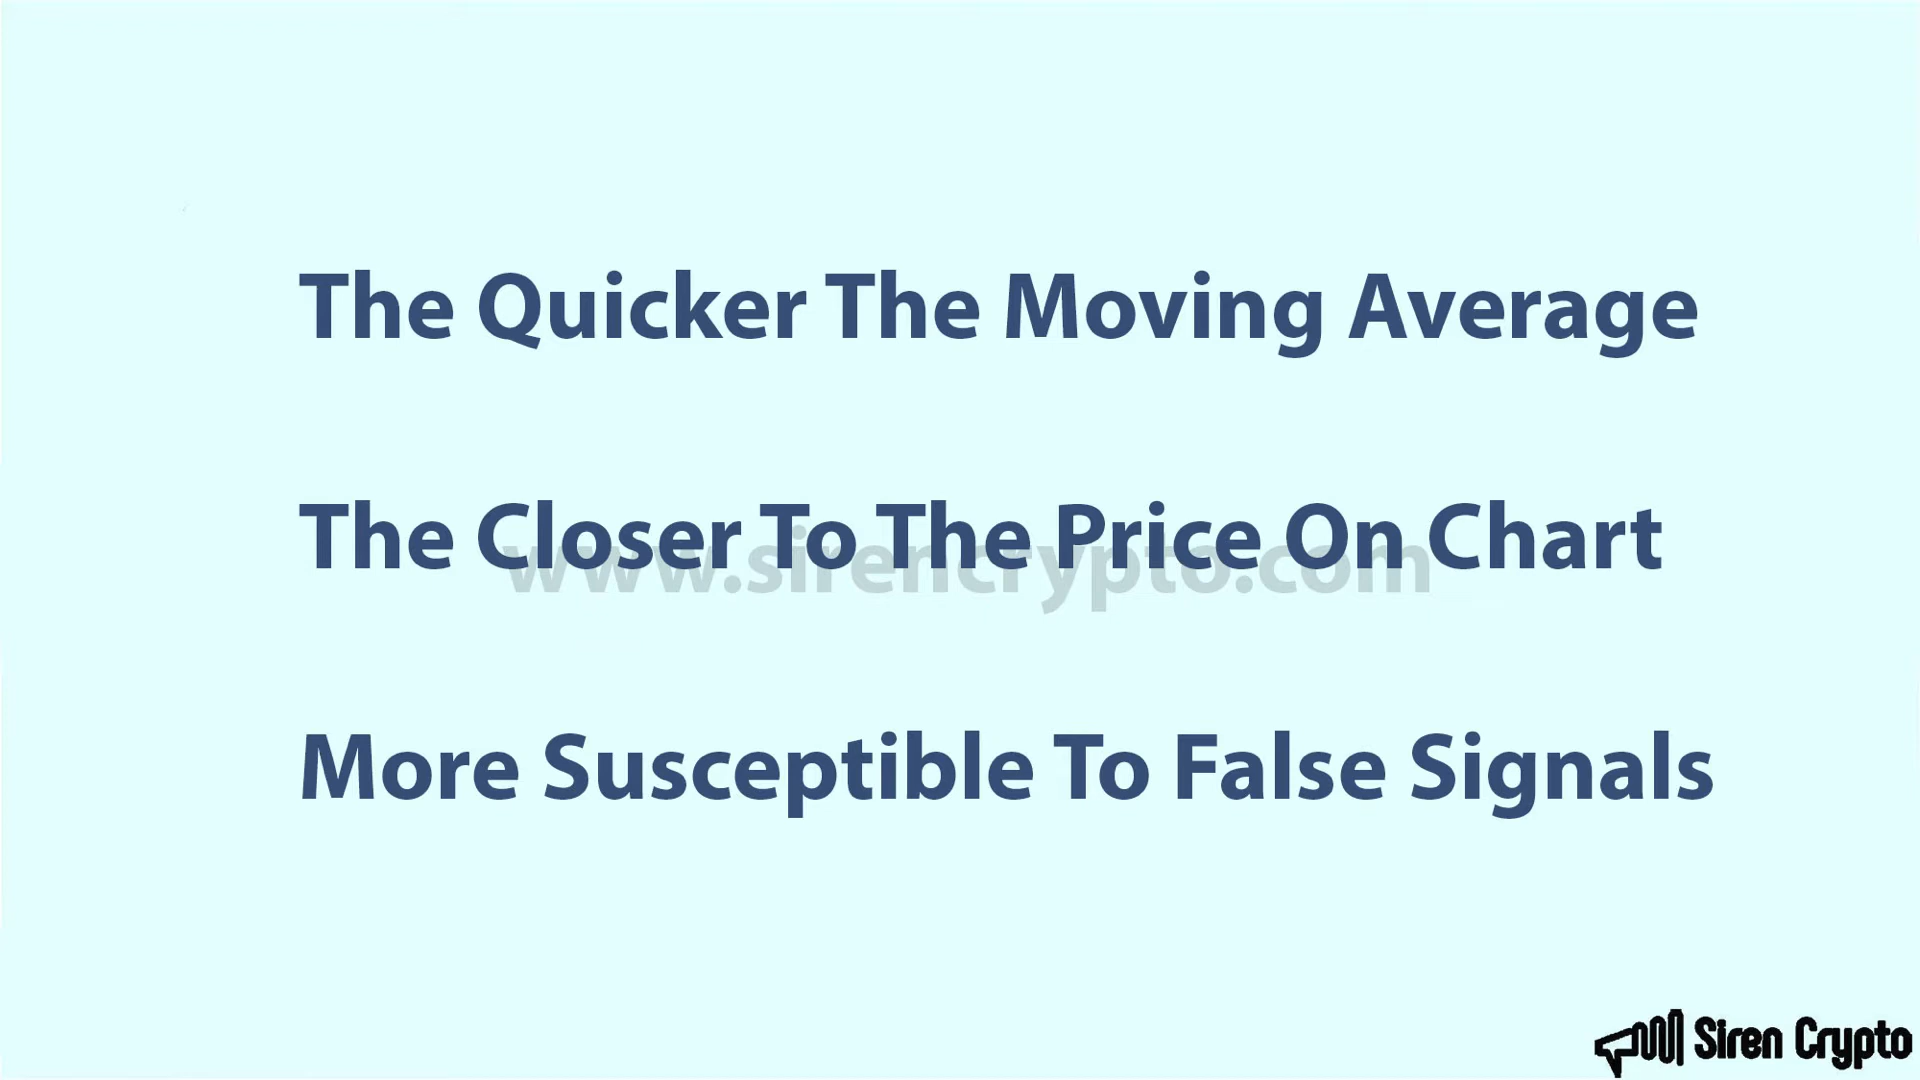 The Quicker The Moving Average
The Closer To The Price On Chart
www.sirencrypto.com
More Susceptible To False Signals
Siren Crypto